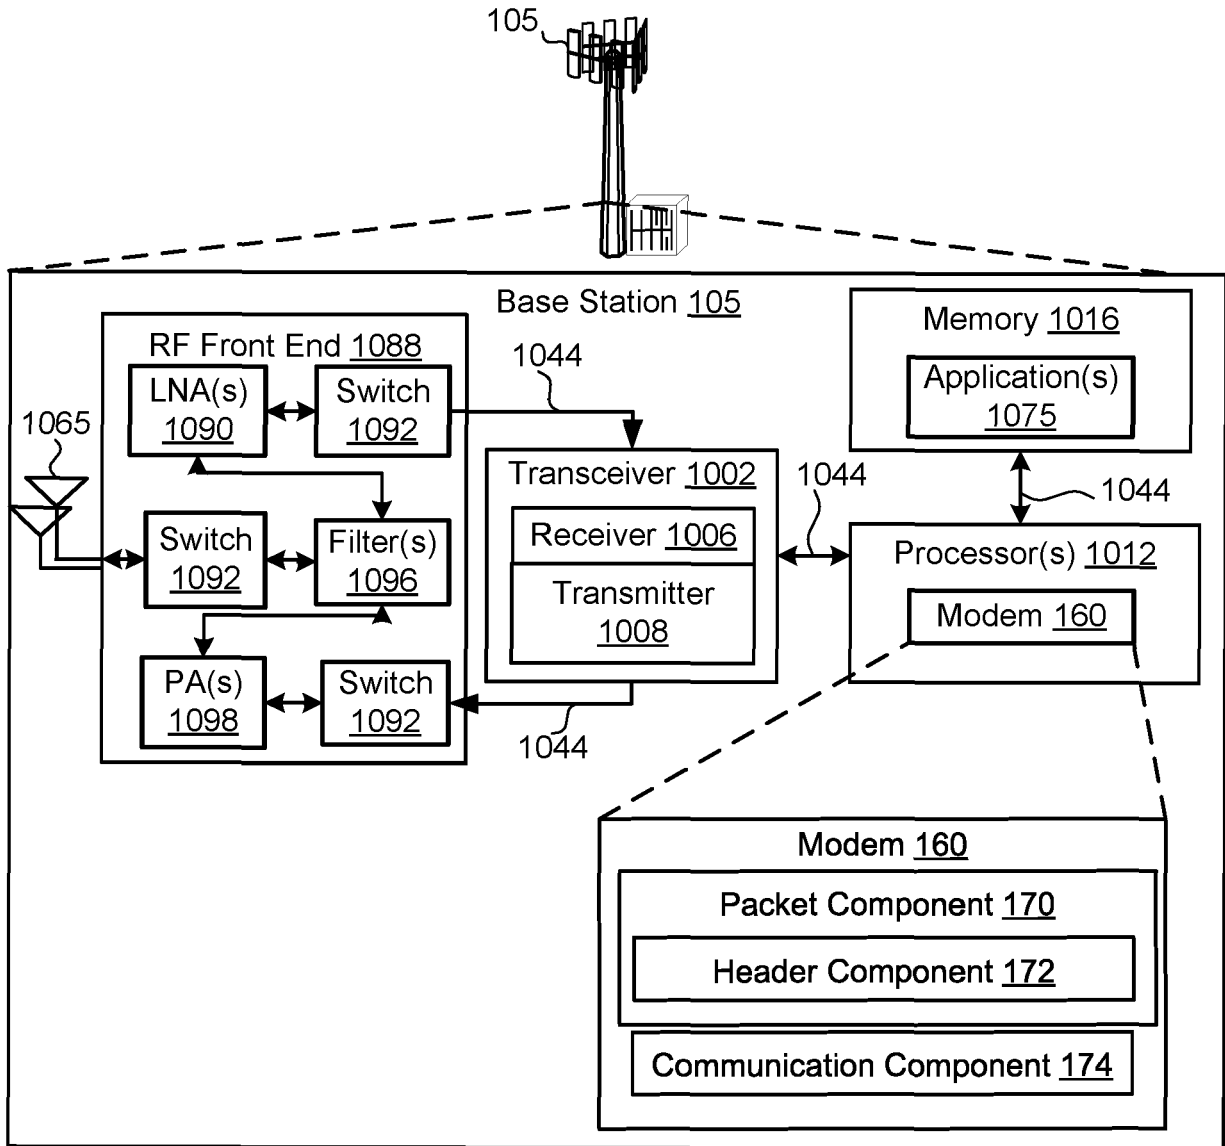 105
Base Station 105
RF Front End 1088
LNA(s)
1090
Switch
1092
1044
Memory 1016
Application(s)
1075
1065
Transceiver 1002
Receiver 1006
Transmitter
1008
1044
1044
Switch
1092
Filter(s)
1096
Processor(s) 1012
Modem 160
PA(s)
1098
Switch
1092
1044
Modem 160
Packet Component 170
Header Component 172
Communication Component 174